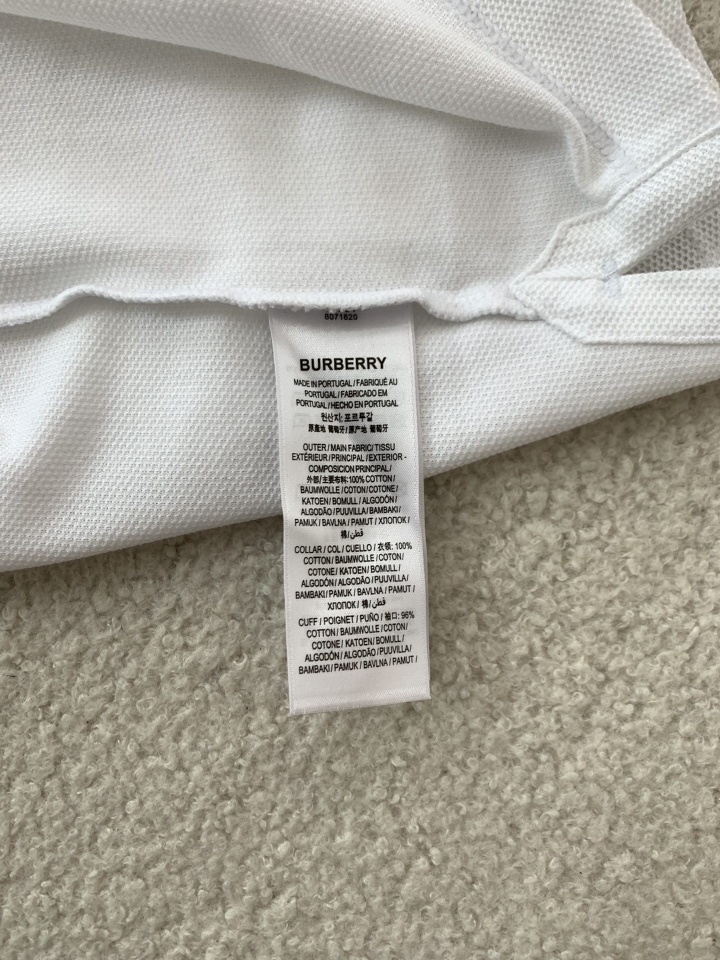 8071620
BURBERRY
MADE IN PORTUGAL / FABRIQUÉ AU
PORTUGAL / FABRICADO EM
PORTUGAL / HECHO EN PORTUGAL
원산지: 포르투갈
原産地 葡萄牙 / 原产地 葡萄牙
OUTER / MAIN FABRIC / TISSU
EXTÉRIEUR / PRINCIPAL / EXTERIOR -
COMPOSICION PRINCIPAL /
外部/主要布料: 100% COTTON /
BAUMWOLLE / COTON / COTONE /
KATOEN / BOMULL / ALGODÓN /
ALGODÃO / PUUVILLA / BAMBAKI /
PAMUK / BAVLNA / PAMUT / ХЛОПОК /
棉/قطن
COLLAR / COL / CUELLO / 衣领: 100%
COTTON / BAUMWOLLE / COTON /
COTONE / KATOEN / BOMULL /
ALGODÓN / ALGODÃO / PUUVILLA /
BAMBAKI / PAMUK / BAVLNA / PAMUT /
ХЛОПОК / 棉/قطن
CUFF / POIGNET / PUÑO / 袖口: 96%
COTTON / BAUMWOLLE / COTON /
COTONE / KATOEN / BOMULL /
ALGODÓN / ALGODÃO / PUUVILLA /
BAMBAKI / PAMUK / BAVLNA / PAMUT /